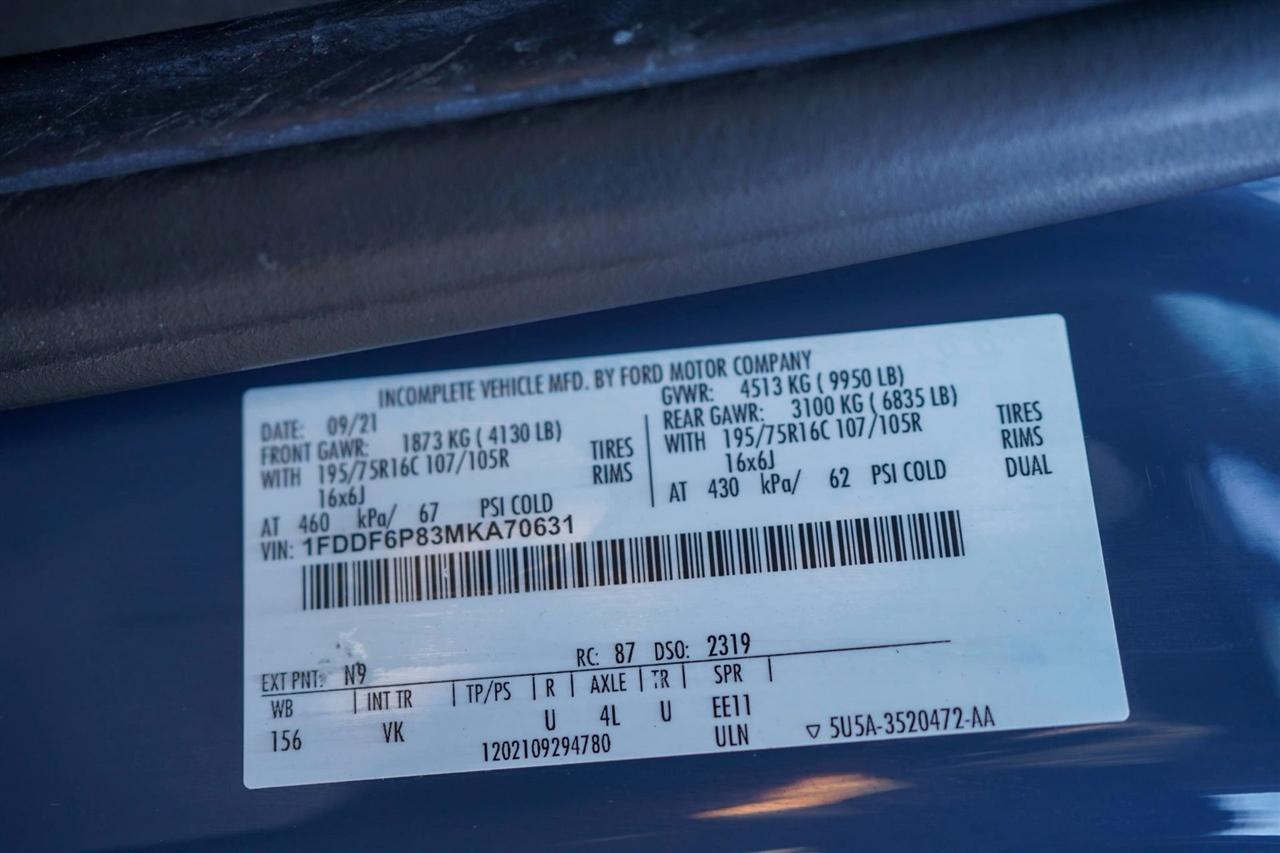 INCOMPLETE VEHICLE MFD. BY FORD MOTOR COMPANY
DATE: 09/21 GVWR: 4513 KG ( 9950 LB)
FRONT GAWR: 1873 KG ( 4130 LB) REAR GAWR: 3100 KG ( 6835 LB)
WITH 195/75R16C 107/105R TIRES WITH 195/75R16C 107/105R TIRES
16x6J RIMS 16x6J RIMS
AT 460 kPa/ 67 PSI COLD AT 430 kPa/ 62 PSI COLD DUAL
VIN: 1FDDF6P83MKA70631
EXT PNT: N9 RC: 87 DSO: 2319
WB INT TR TP/PS R AXLE TR SPR
156 VK U 4L U EE11
1202109294780 ULN 5U5A-3520472-AA